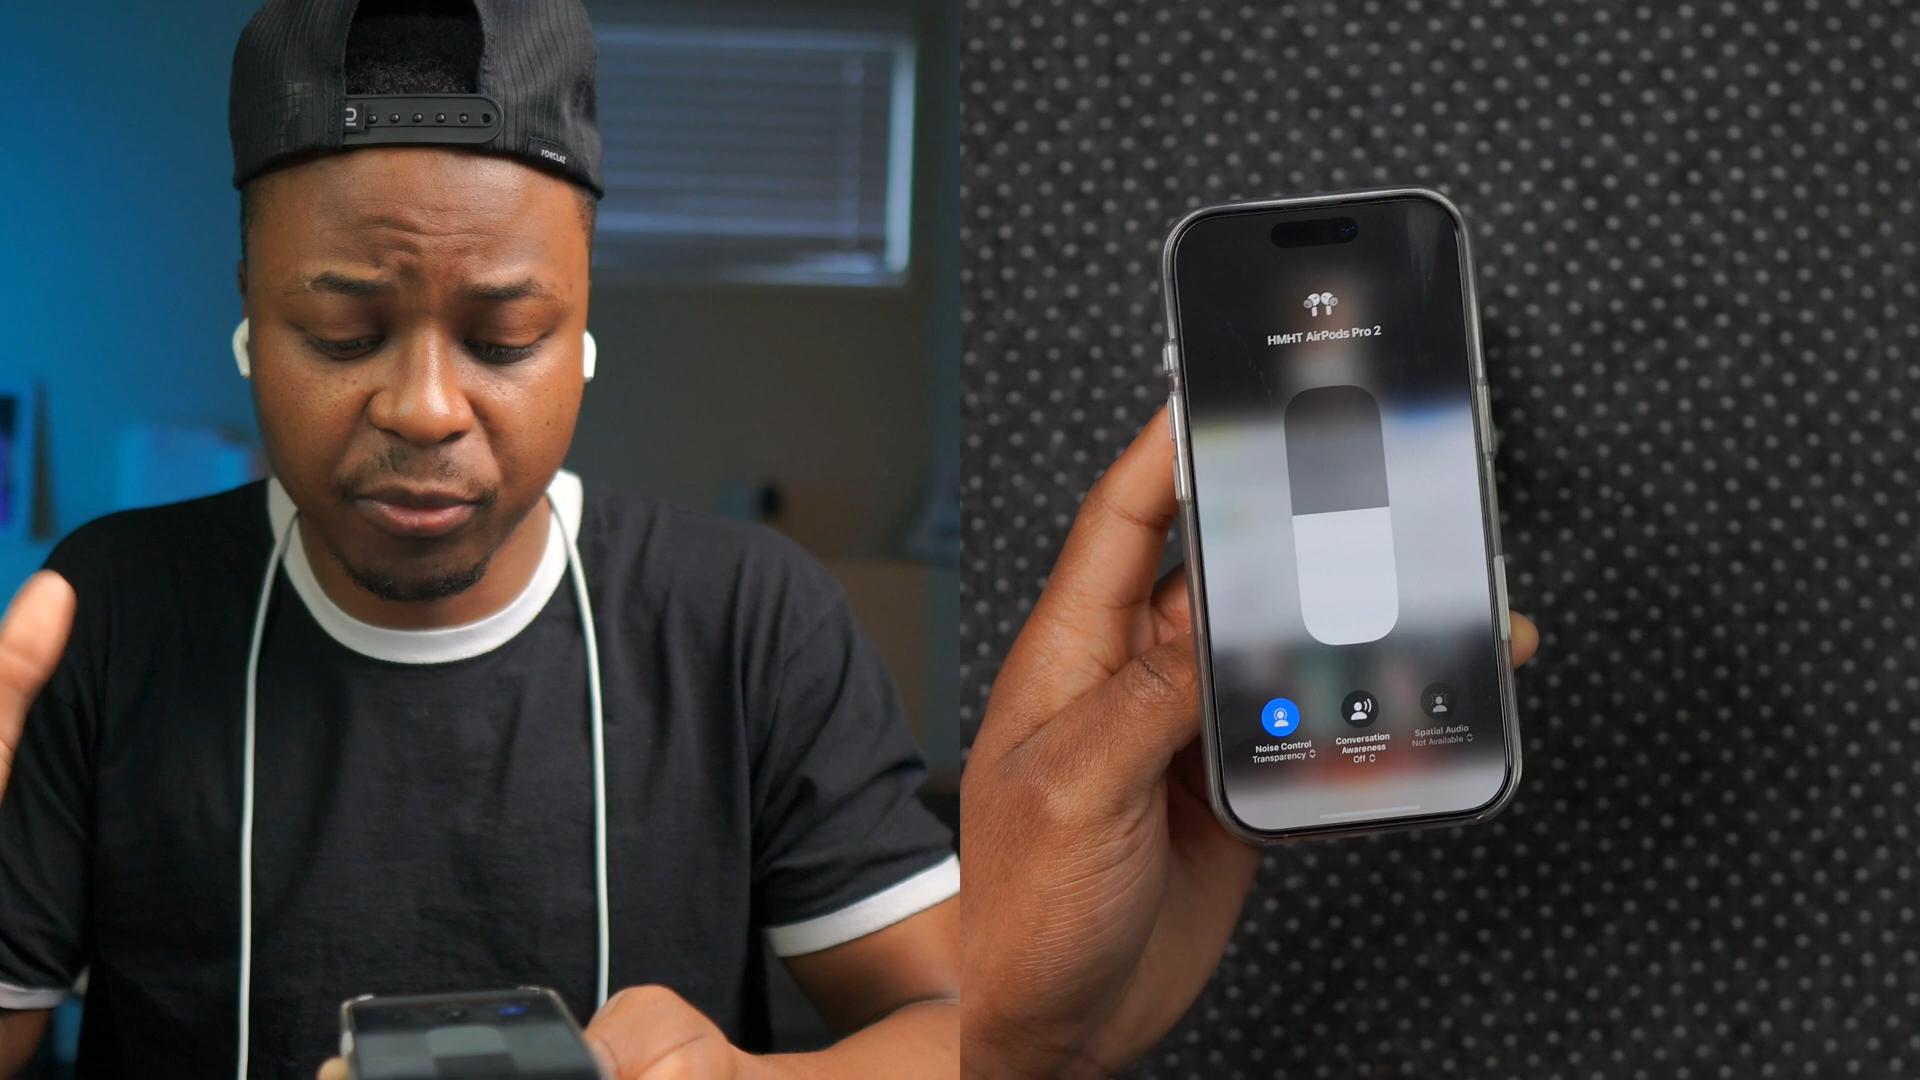 FORCLAZ
HMHT AirPods Pro 2
Noise Control
Transparency
Conversation
Awareness
Off
Spatial Audio
Not Available